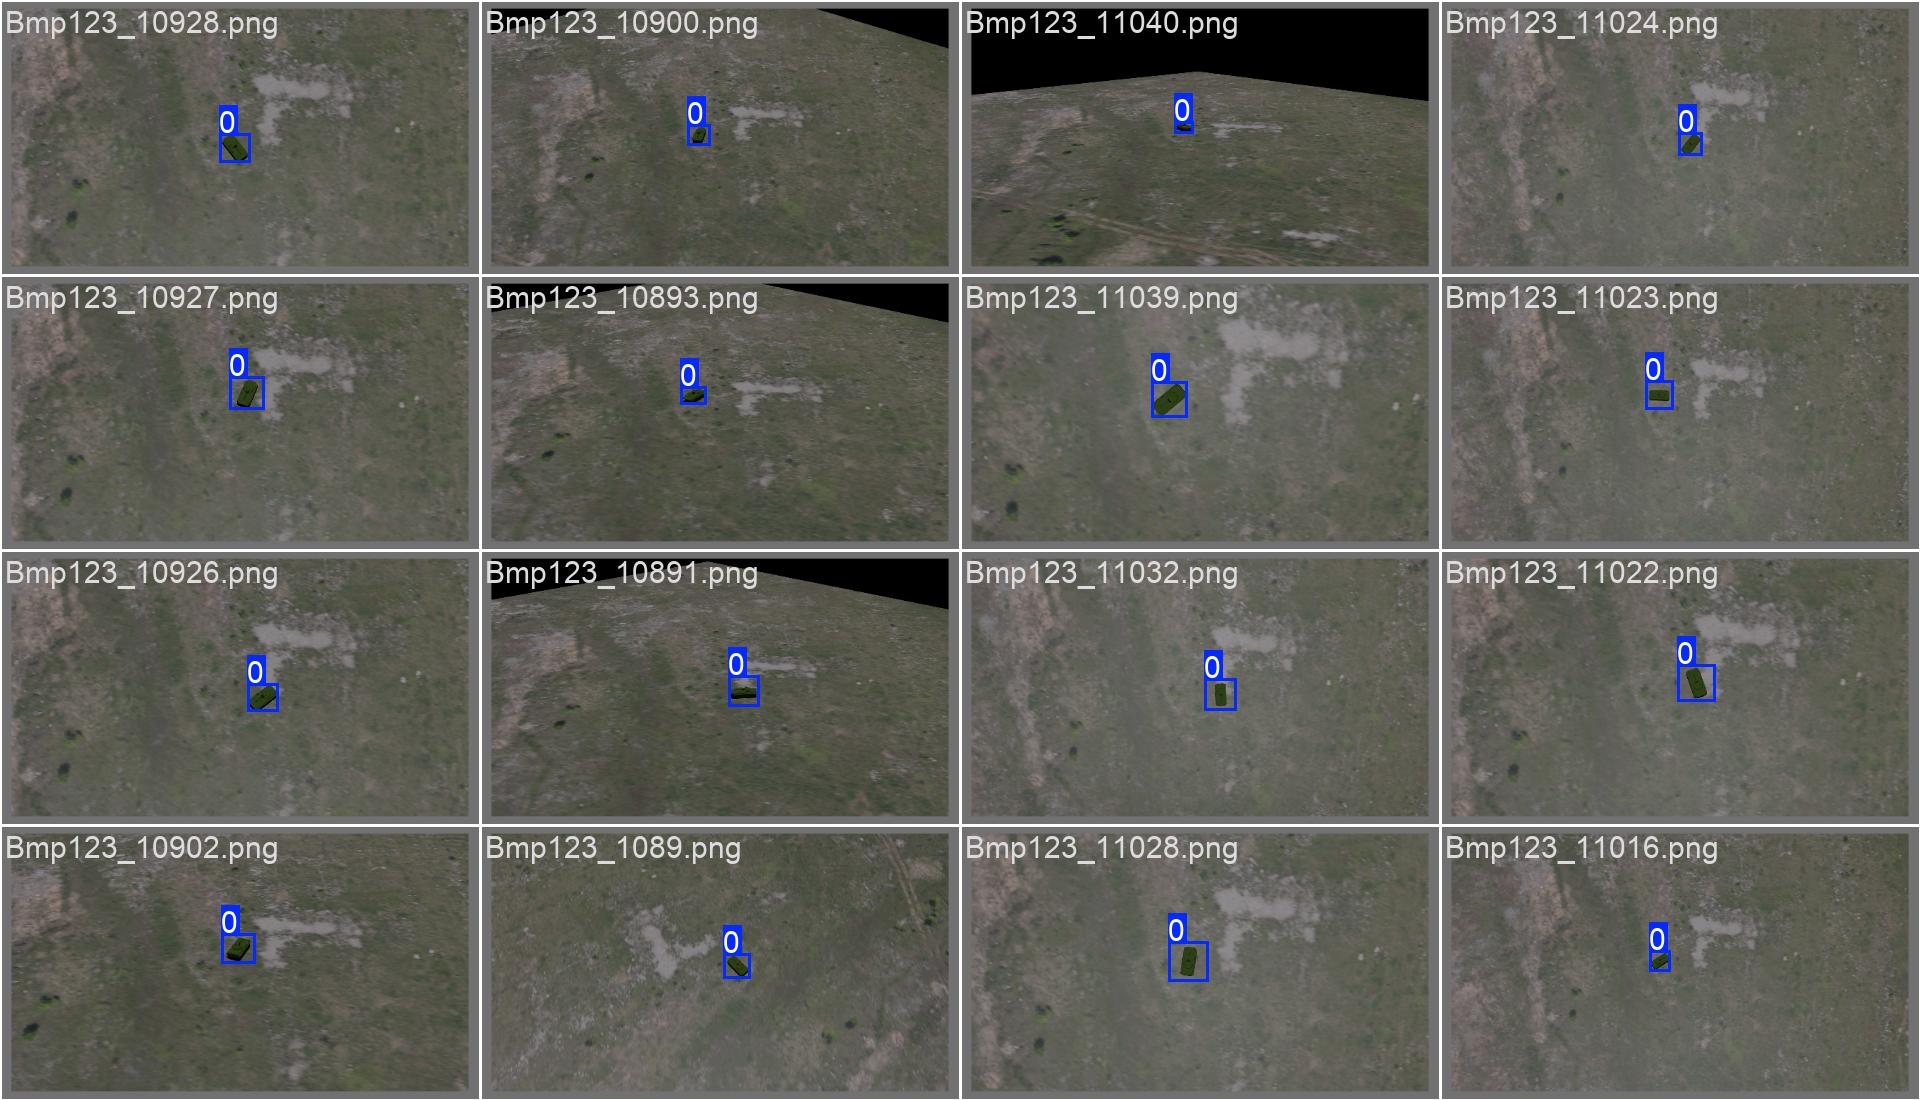 Bmp123_10928.png
0
Bmp123_10900.png
0
Bmp123_11040.png
0
Bmp123_11024.png
0
Bmp123_10927.png
0
Bmp123_10893.png
0
Bmp123_11039.png
0
Bmp123_11023.png
0
Bmp123_10926.png
0
Bmp123_10891.png
0
Bmp123_11032.png
0
Bmp123_11022.png
0
Bmp123_10902.png
0
Bmp123_1089.png
0
Bmp123_11028.png
0
Bmp123_11016.png
0